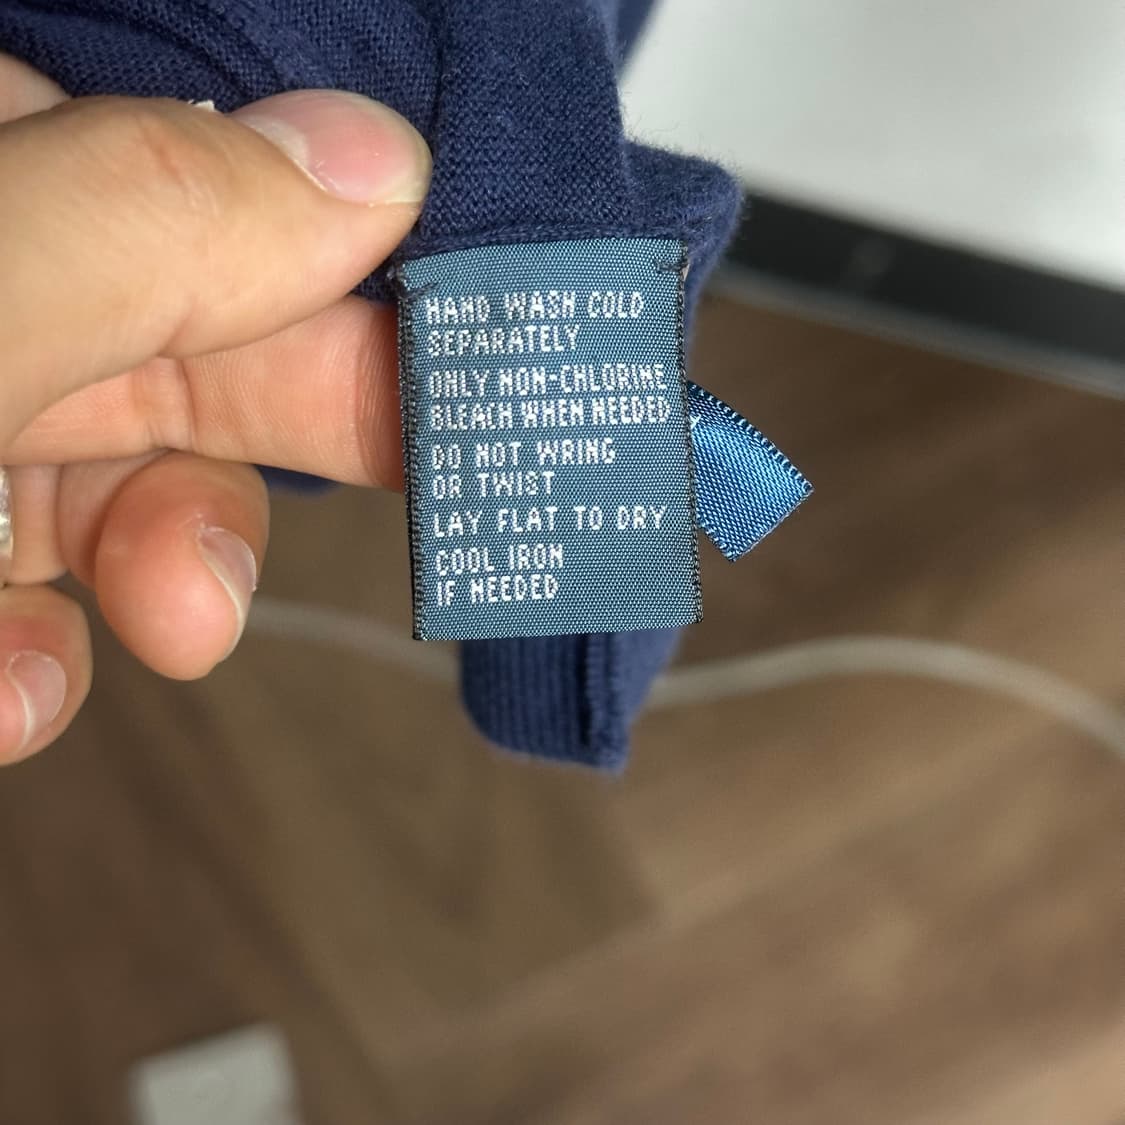 HAND WASH COLD
SEPARATELY
ONLY NON-CHLORINE
BLEACH WHEN NEEDED
DO NOT WRING
OR TWIST
LAY FLAT TO DRY
COOL IRON
IF NEEDED